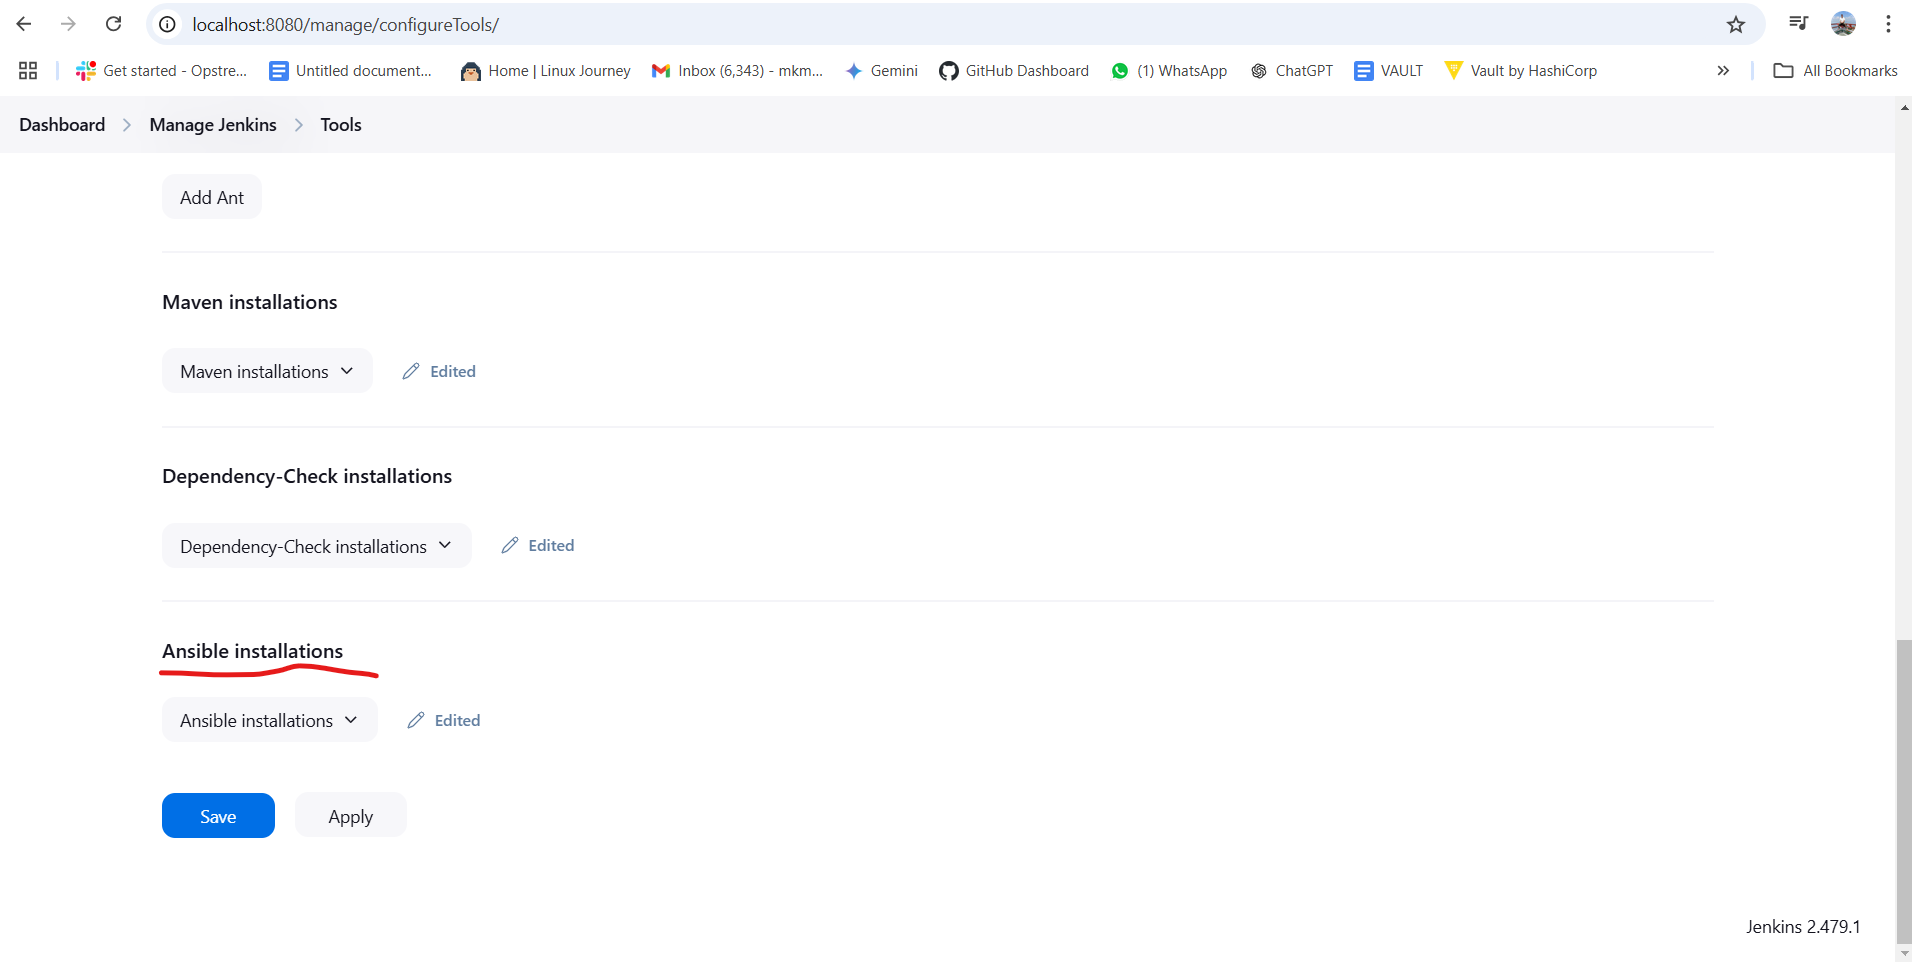 localhost:8080/manage/configureTools/
Get started - Opstre... Untitled document... Home | Linux Journey Inbox (6,343) - mkm... Gemini GitHub Dashboard (1) WhatsApp ChatGPT VAULT Vault by HashiCorp All Bookmarks
Dashboard Manage Jenkins Tools
Add Ant
Maven installations
Maven installations Edited
Dependency-Check installations
Dependency-Check installations Edited
Ansible installations
Ansible installations Edited
Save Apply
Jenkins 2.479.1